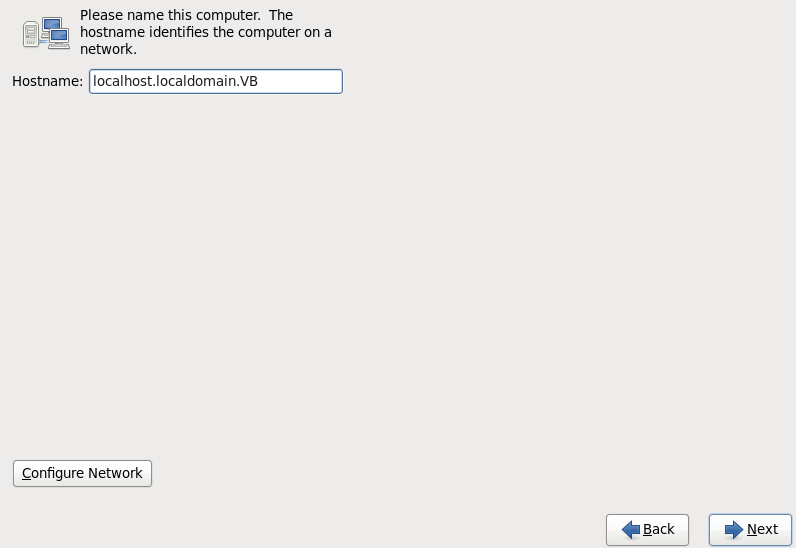 Please name this computer.  The
hostname identifies the computer on a
network.
Hostname: localhost.localdomain.VB
Configure Network
Back Next